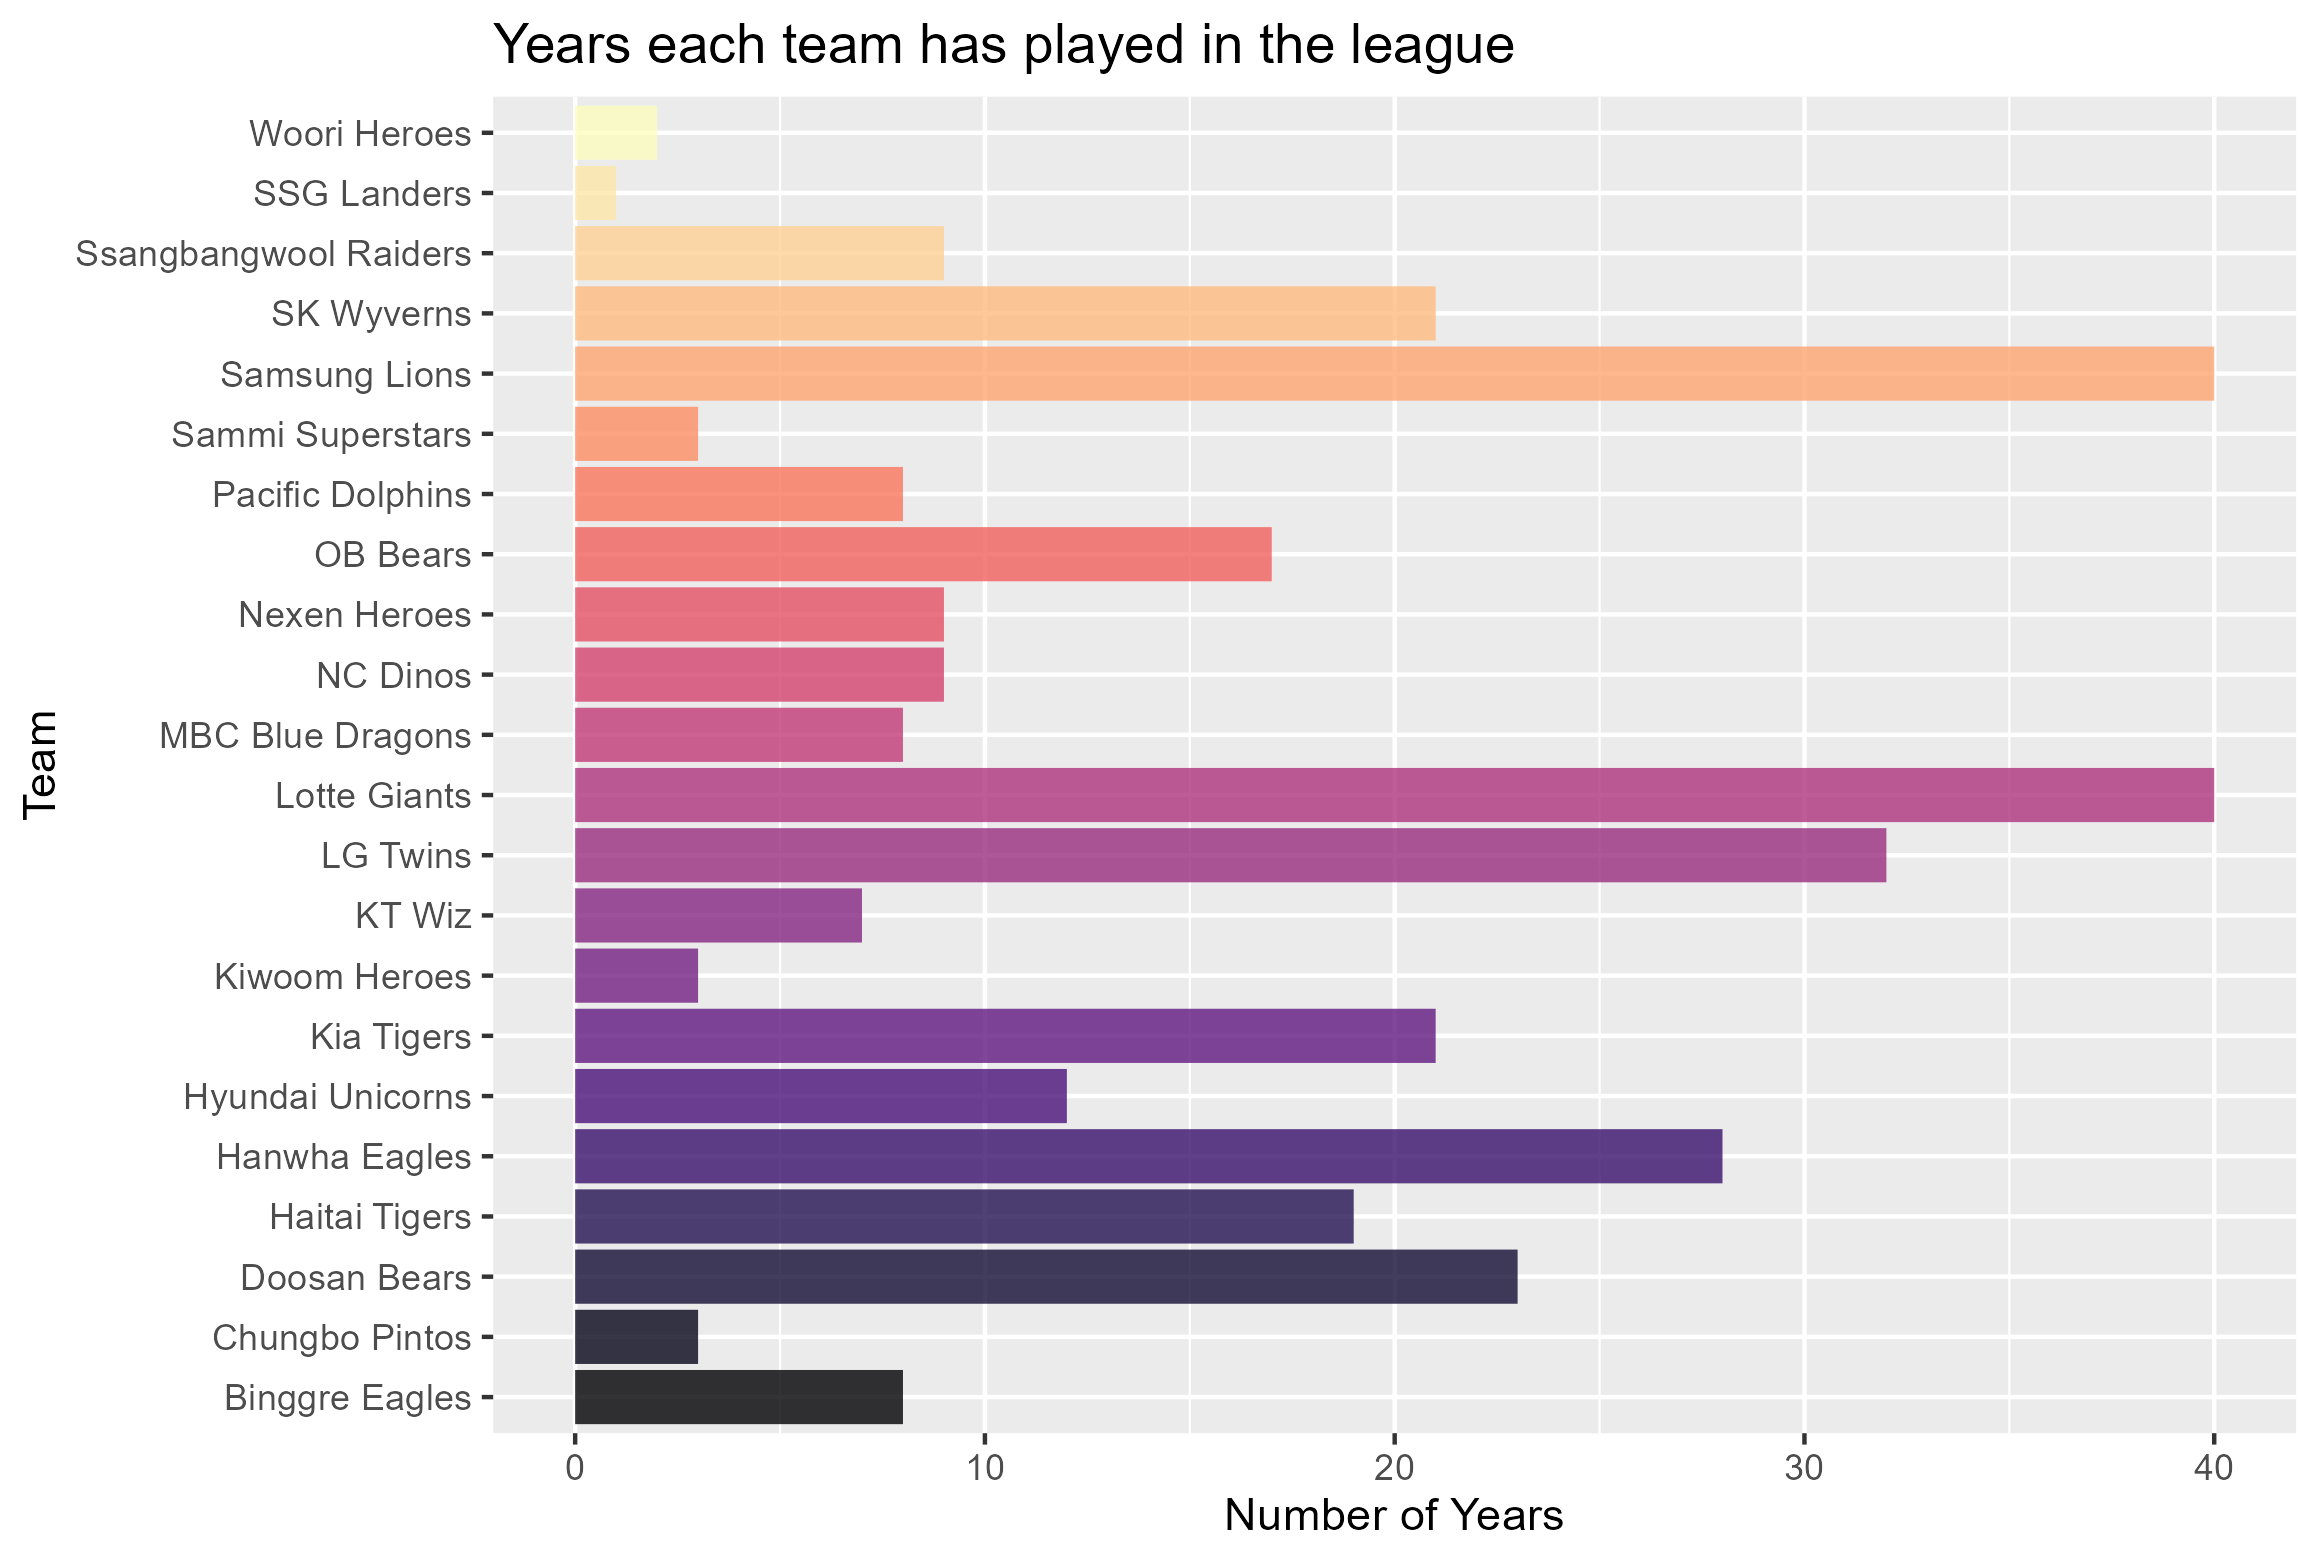 Years each team has played in the league
Team
Woori Heroes
SSG Landers
Ssangbangwool Raiders
SK Wyverns
Samsung Lions
Sammi Superstars
Pacific Dolphins
OB Bears
Nexen Heroes
NC Dinos
MBC Blue Dragons
Lotte Giants
LG Twins
KT Wiz
Kiwoom Heroes
Kia Tigers
Hyundai Unicorns
Hanwha Eagles
Haitai Tigers
Doosan Bears
Chungbo Pintos
Binggre Eagles
0 10 20 30 40
Number of Years